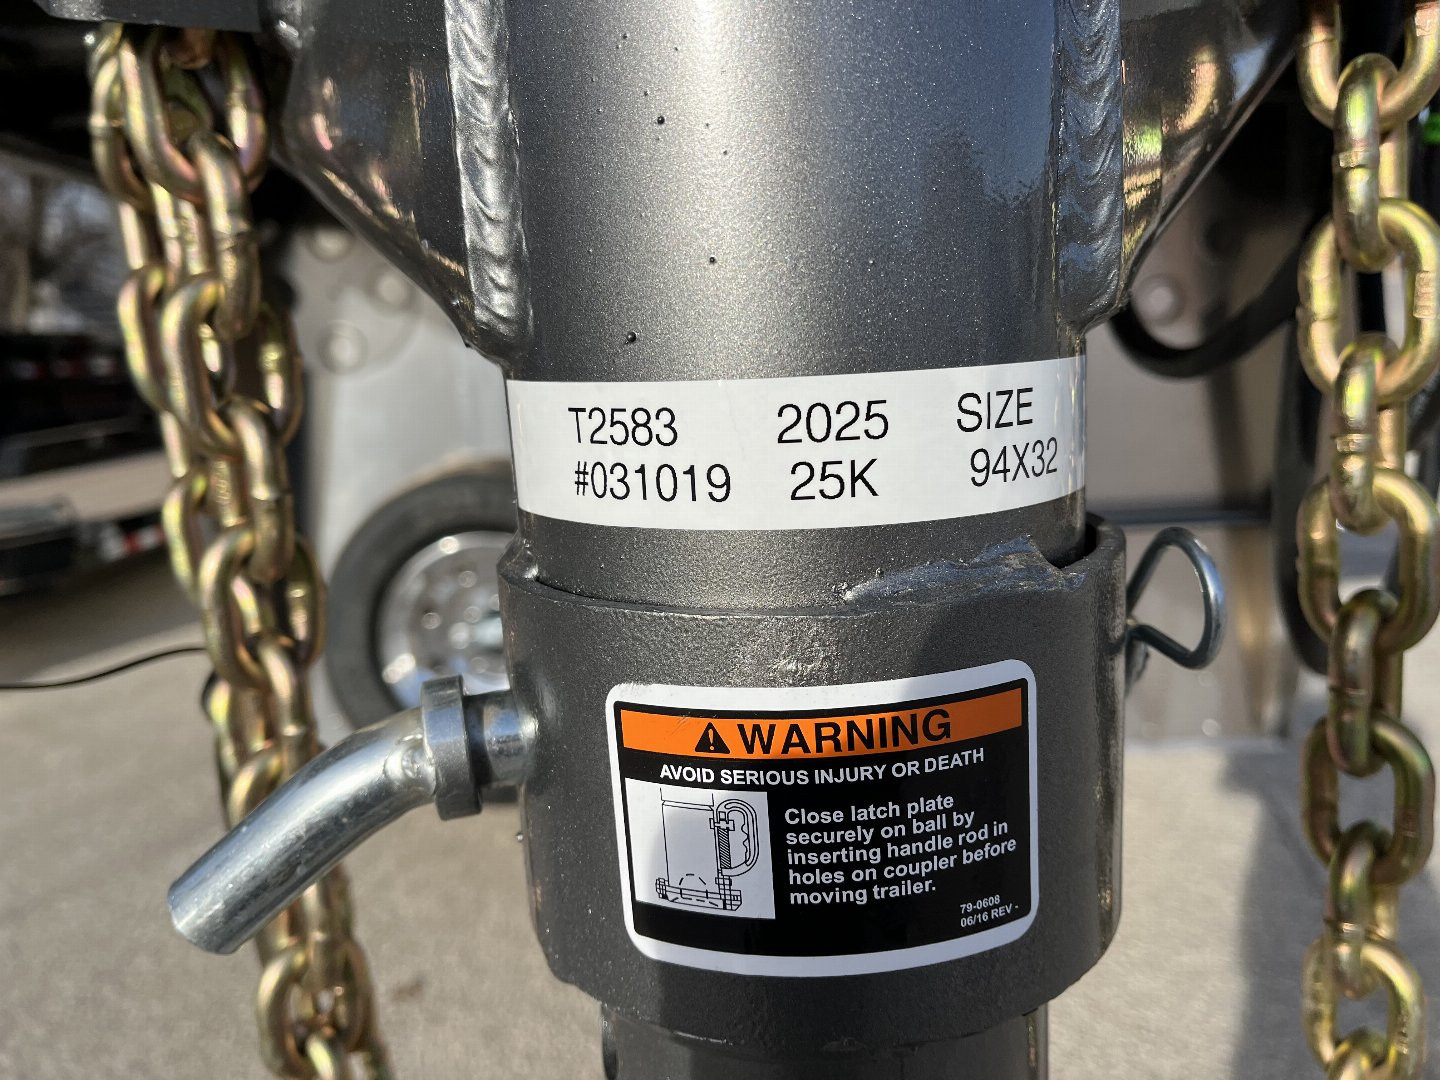 T2583 2025 SIZE
#031019 25K 94X32
WARNING
AVOID SERIOUS INJURY OR DEATH
Close latch plate
securely on ball by
inserting handle rod in
holes on coupler before
moving trailer.
79-0608
06/16 REV -